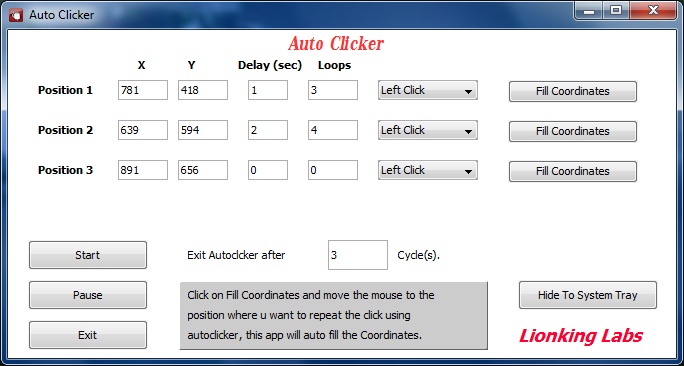 Auto Clicker
Auto Clicker
X Y Delay (sec) Loops
Position 1 781 418 1 3 Left Click Fill Coordinates
Position 2 639 594 2 4 Left Click Fill Coordinates
Position 3 891 656 0 0 Left Click Fill Coordinates
Start Exit Autoclcker after 3 Cycle(s).
Pause Click on Fill Coordinates and move the mouse to the Hide To System Tray
position where u want to repeat the click using
Exit autoclicker, this app will auto fill the Coordinates. Lionking Labs